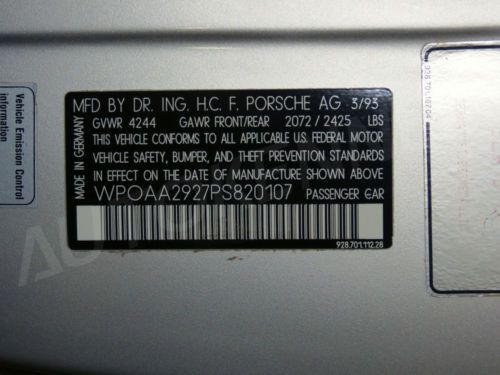 Vehicle Emission Control
information
MADE IN GERMANY
MFD BY DR. ING. H.C. F. PORSCHE AG 3/93
GVWR 4244 GAWR FRONT/REAR 2072 / 2425 LBS
THIS VEHICLE CONFORMS TO ALL APPLICABLE U.S. FEDERAL MOTOR
VEHICLE SAFETY, BUMPER, AND THEFT PREVENTION STANDARDS
IN EFFECT ON THE DATE OF MANUFACTURE SHOWN ABOVE
WPOAA2927PS820107 PASSENGER CAR
928.701.112.28